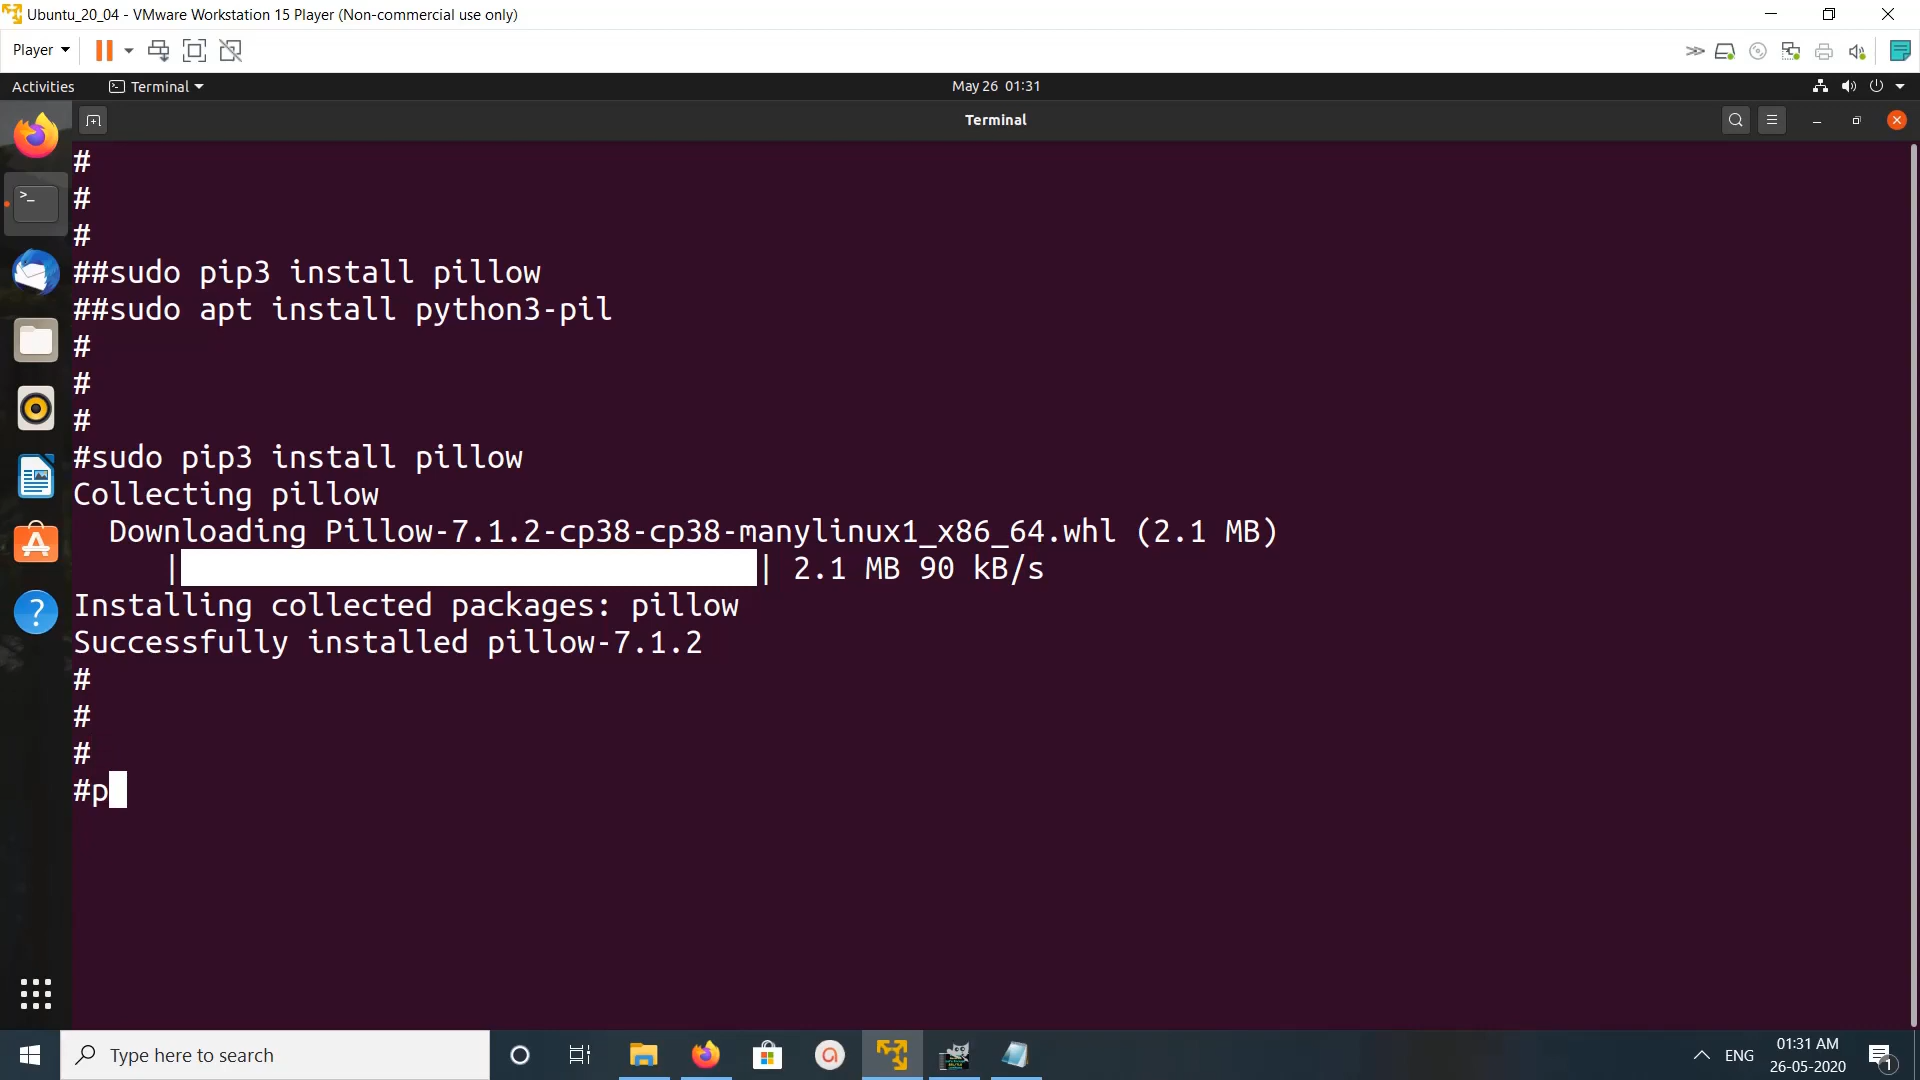 Ubuntu_20_04 - VMware Workstation 15 Player (Non-commercial use only)
Player
Activities
Terminal
May 26 01:31
Terminal
#
#
#
##sudo pip3 install pillow
##sudo apt install python3-pil
#
#
#
#sudo pip3 install pillow
Collecting pillow
Downloading Pillow-7.1.2-cp38-cp38-manylinux1_x86_64.whl (2.1 MB)
| | 2.1 MB 90 kB/s
Installing collected packages: pillow
Successfully installed pillow-7.1.2
#
#
#
#p
Type here to search
ENG
01:31 AM
26-05-2020
1